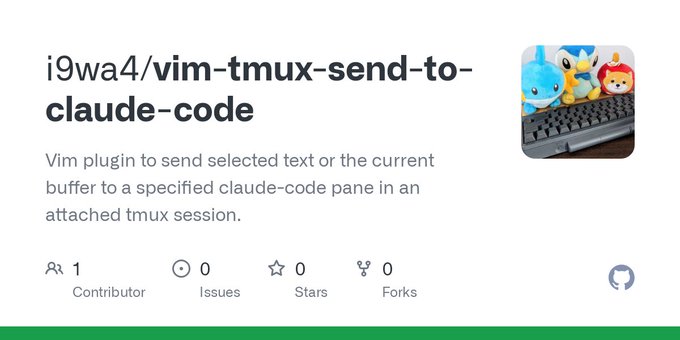 i9wa4/vim-tmux-send-to-
claude-code
Vim plugin to send selected text or the current
buffer to a specified claude-code pane in an
attached tmux session.
1 0 0 0
Contributor Issues Stars Forks